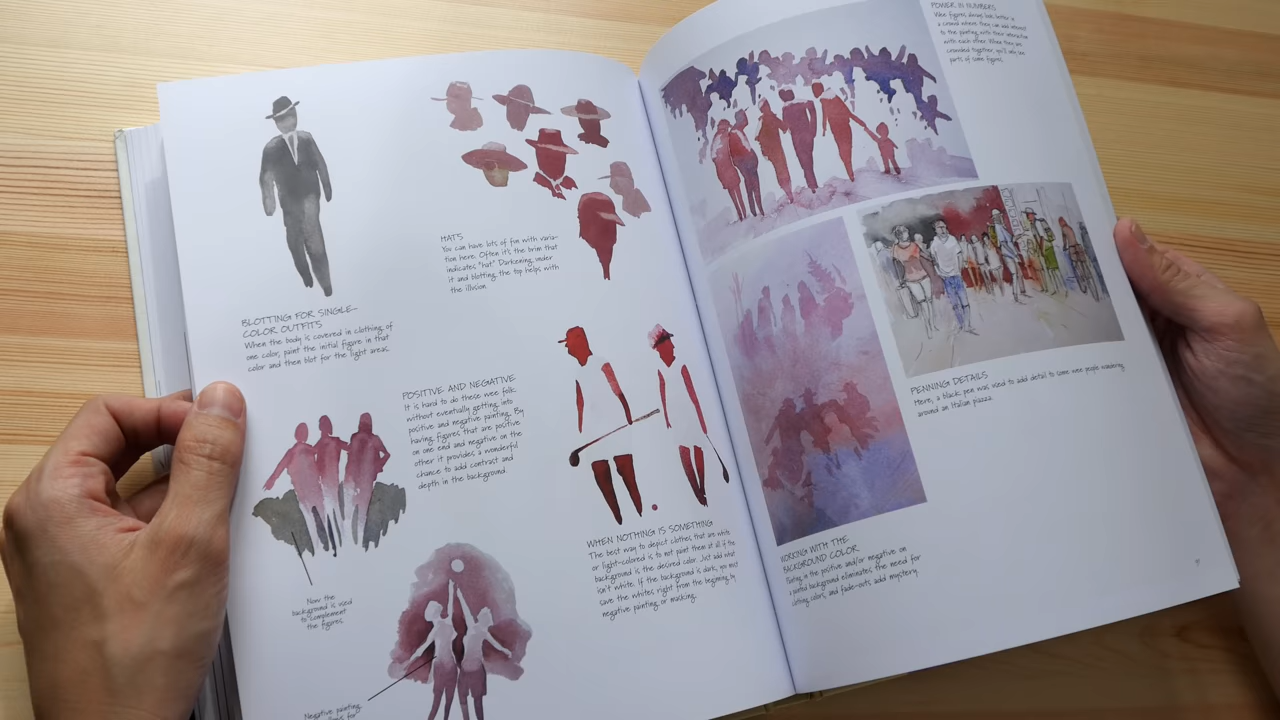 BLOTTING FOR SINGLE-
COLOR OUTFITS
When the body is covered in clothing of
one color, paint the initial figure in that
color and then blot for the light areas.
HATS
You can have lots of fun with varia-
tion here. Often it's the brim that
indicates "hat." Darkening under
it and blotting the top helps with
the illusion.
POSITIVE AND NEGATIVE
It is hard to do these wee folk
without eventually getting into
positive and negative painting. By
having figures that are positive
on one end and negative on the
other it provides a wonderful
chance to add contrast and
depth in the background.
Now the
background is used
to complement
the figures.
Negative painting
WHEN NOTHING IS SOMETHING
The best way to depict clothes that are white
or light-colored is to not paint them at all if the
background is the desired color. Just add what
isn't white. If the background is dark, you must
save the whites right from the beginning, by
negative painting or masking.
POWER IN NUMBERS
Wee figures always look better in
a crowd where they can add interest
to the painting with their interaction
with each other. When they are
crowded together, you'll only see
parts of some figures.
PENNING DETAILS
Here, a black pen was used to add detail to some wee people wandering
around an Italian piazza.
WORKING WITH THE
BACKGROUND COLOR
Painting in the positive and/or negative on
a painted background eliminates the need for
clothing colors, and fade-outs add mystery.